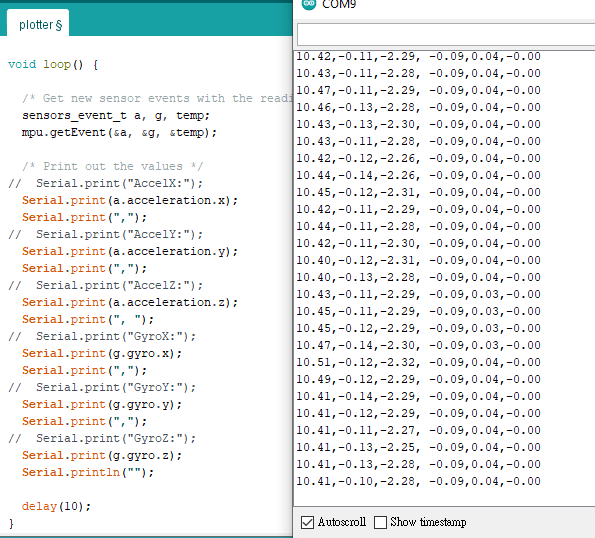 plotter §
void loop() {
/* Get new sensor events with the readi
sensors_event_t a, g, temp;
mpu.getEvent(&a, &g, &temp);
/* Print out the values */
//  Serial.print("AccelX:");
Serial.print(a.acceleration.x);
Serial.print(",");
//  Serial.print("AccelY:");
Serial.print(a.acceleration.y);
Serial.print(",");
//  Serial.print("AccelZ:");
Serial.print(a.acceleration.z);
Serial.print(", ");
//  Serial.print("GyroX:");
Serial.print(g.gyro.x);
Serial.print(",");
//  Serial.print("GyroY:");
Serial.print(g.gyro.y);
Serial.print(",");
//  Serial.print("GyroZ:");
Serial.print(g.gyro.z);
Serial.println("");
delay(10);
}
COM9
10.42,-0.11,-2.29, -0.09,0.04,-0.00
10.43,-0.11,-2.28, -0.09,0.04,-0.00
10.47,-0.11,-2.29, -0.09,0.04,-0.00
10.46,-0.13,-2.28, -0.09,0.04,-0.00
10.43,-0.13,-2.30, -0.09,0.04,-0.00
10.43,-0.11,-2.28, -0.09,0.04,-0.00
10.42,-0.12,-2.26, -0.09,0.04,-0.00
10.44,-0.14,-2.26, -0.09,0.04,-0.00
10.45,-0.12,-2.31, -0.09,0.04,-0.00
10.42,-0.11,-2.29, -0.09,0.04,-0.00
10.44,-0.11,-2.28, -0.09,0.04,-0.00
10.42,-0.11,-2.30, -0.09,0.04,-0.00
10.40,-0.12,-2.31, -0.09,0.04,-0.00
10.40,-0.13,-2.28, -0.09,0.04,-0.00
10.43,-0.11,-2.29, -0.09,0.03,-0.00
10.45,-0.11,-2.29, -0.09,0.03,-0.00
10.45,-0.12,-2.29, -0.09,0.03,-0.00
10.47,-0.14,-2.30, -0.09,0.03,-0.00
10.51,-0.12,-2.32, -0.09,0.04,-0.00
10.49,-0.12,-2.29, -0.09,0.04,-0.00
10.41,-0.14,-2.29, -0.09,0.04,-0.00
10.41,-0.12,-2.29, -0.09,0.04,-0.00
10.41,-0.11,-2.27, -0.09,0.04,-0.00
10.41,-0.13,-2.25, -0.09,0.04,-0.00
10.41,-0.13,-2.28, -0.09,0.04,-0.00
10.41,-0.10,-2.28, -0.09,0.04,-0.00
Autoscroll Show timestamp